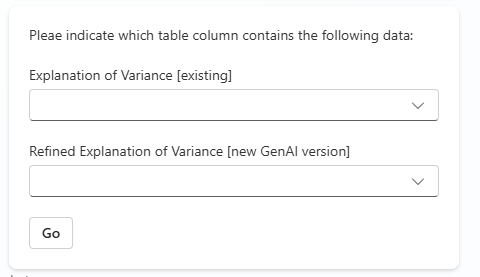 Pleae indicate which table column contains the following data:
Explanation of Variance [existing]
Refined Explanation of Variance [new GenAI version]
Go